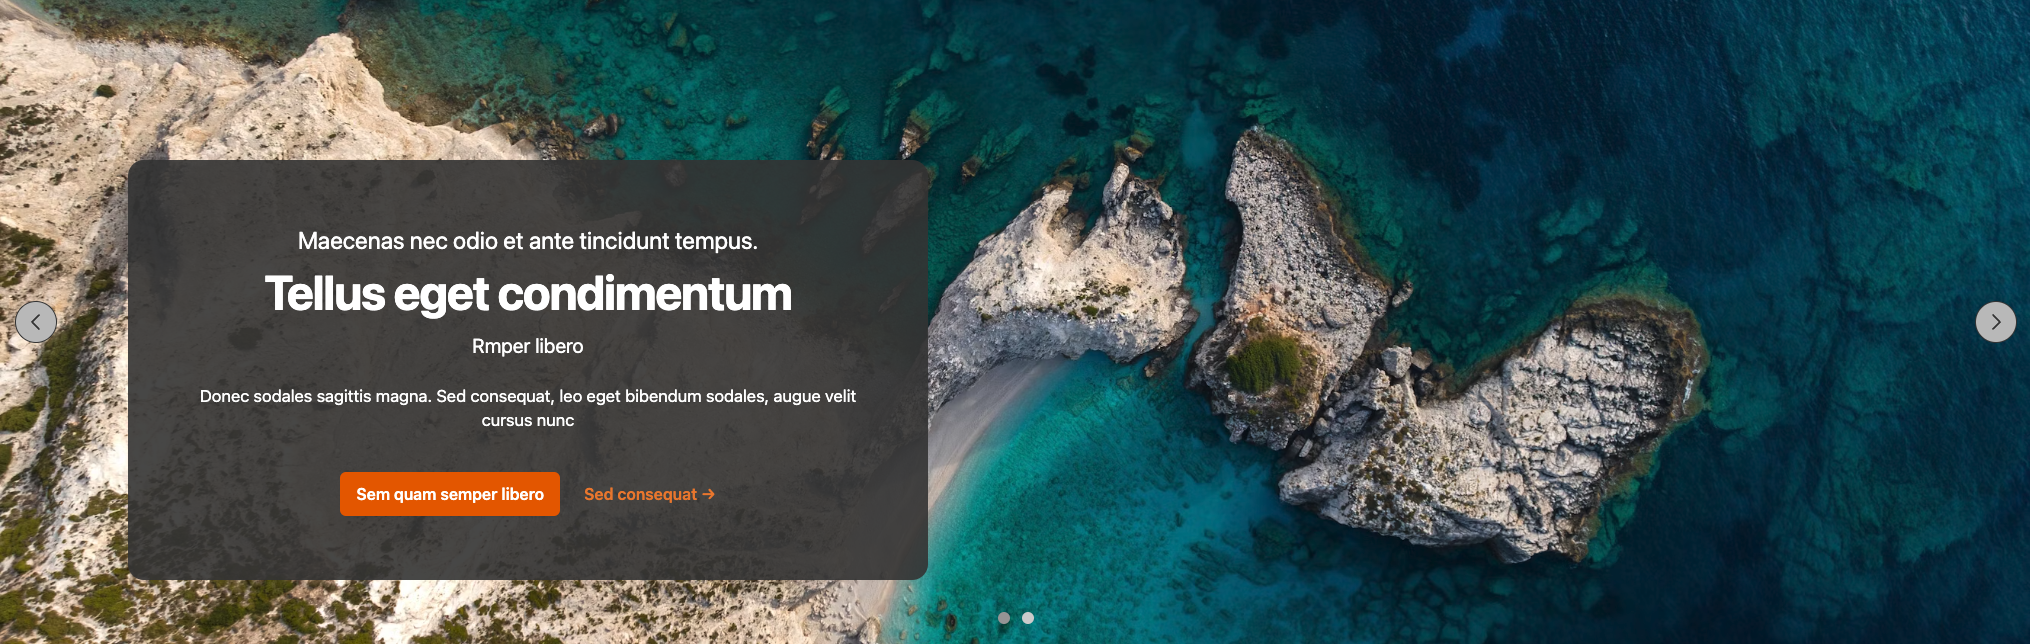 Maecenas nec odio et ante tincidunt tempus.
Tellus eget condimentum
Rmper libero
Donec sodales sagittis magna. Sed consequat, leo eget bibendum sodales, augue velit
cursus nunc
Sem quam semper libero
Sed consequat →